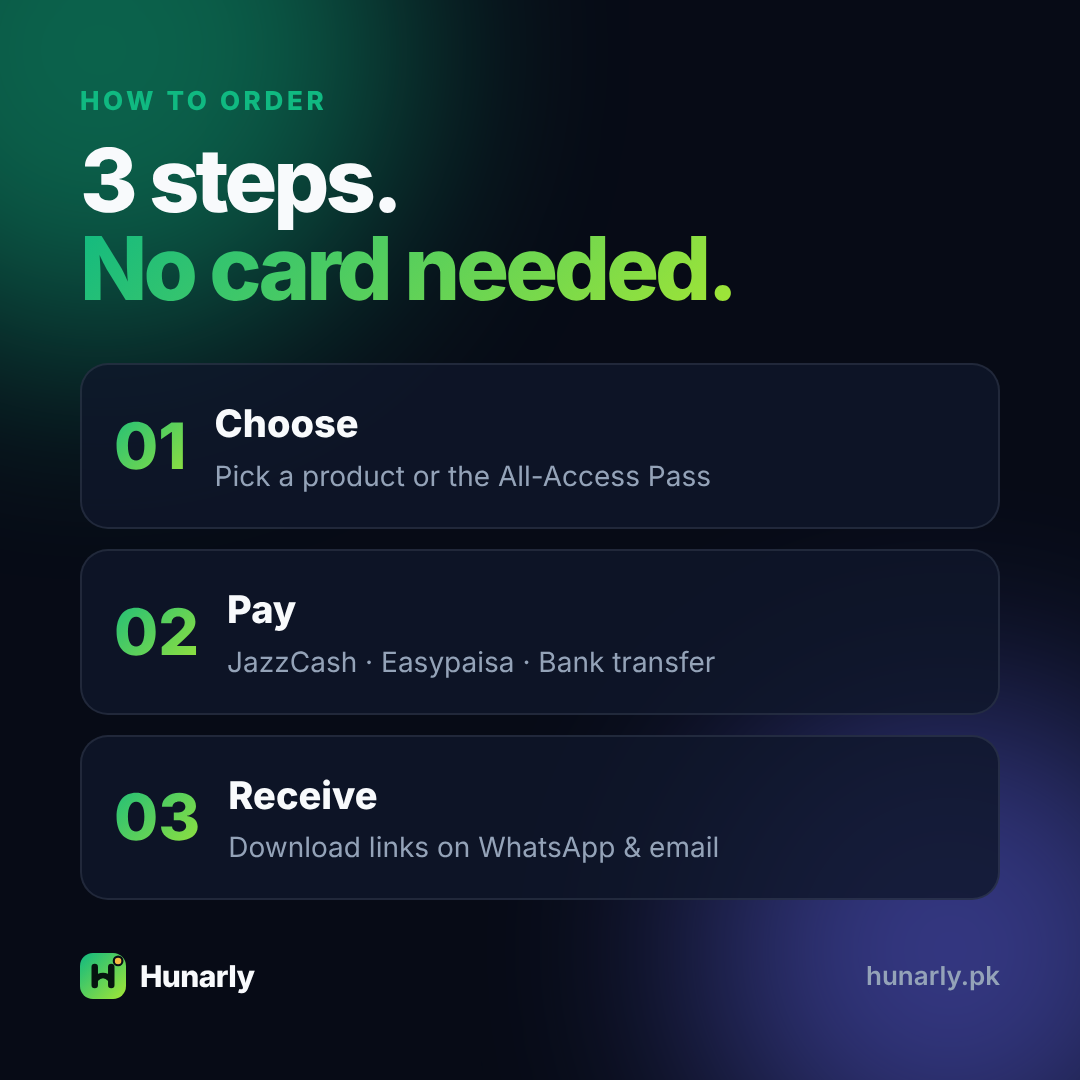 HOW TO ORDER
3 steps.
No card needed.
01
Choose
Pick a product or the All-Access Pass
02
Pay
JazzCash · Easypaisa · Bank transfer
03
Receive
Download links on WhatsApp & email
H
Hunarly
hunarly.pk